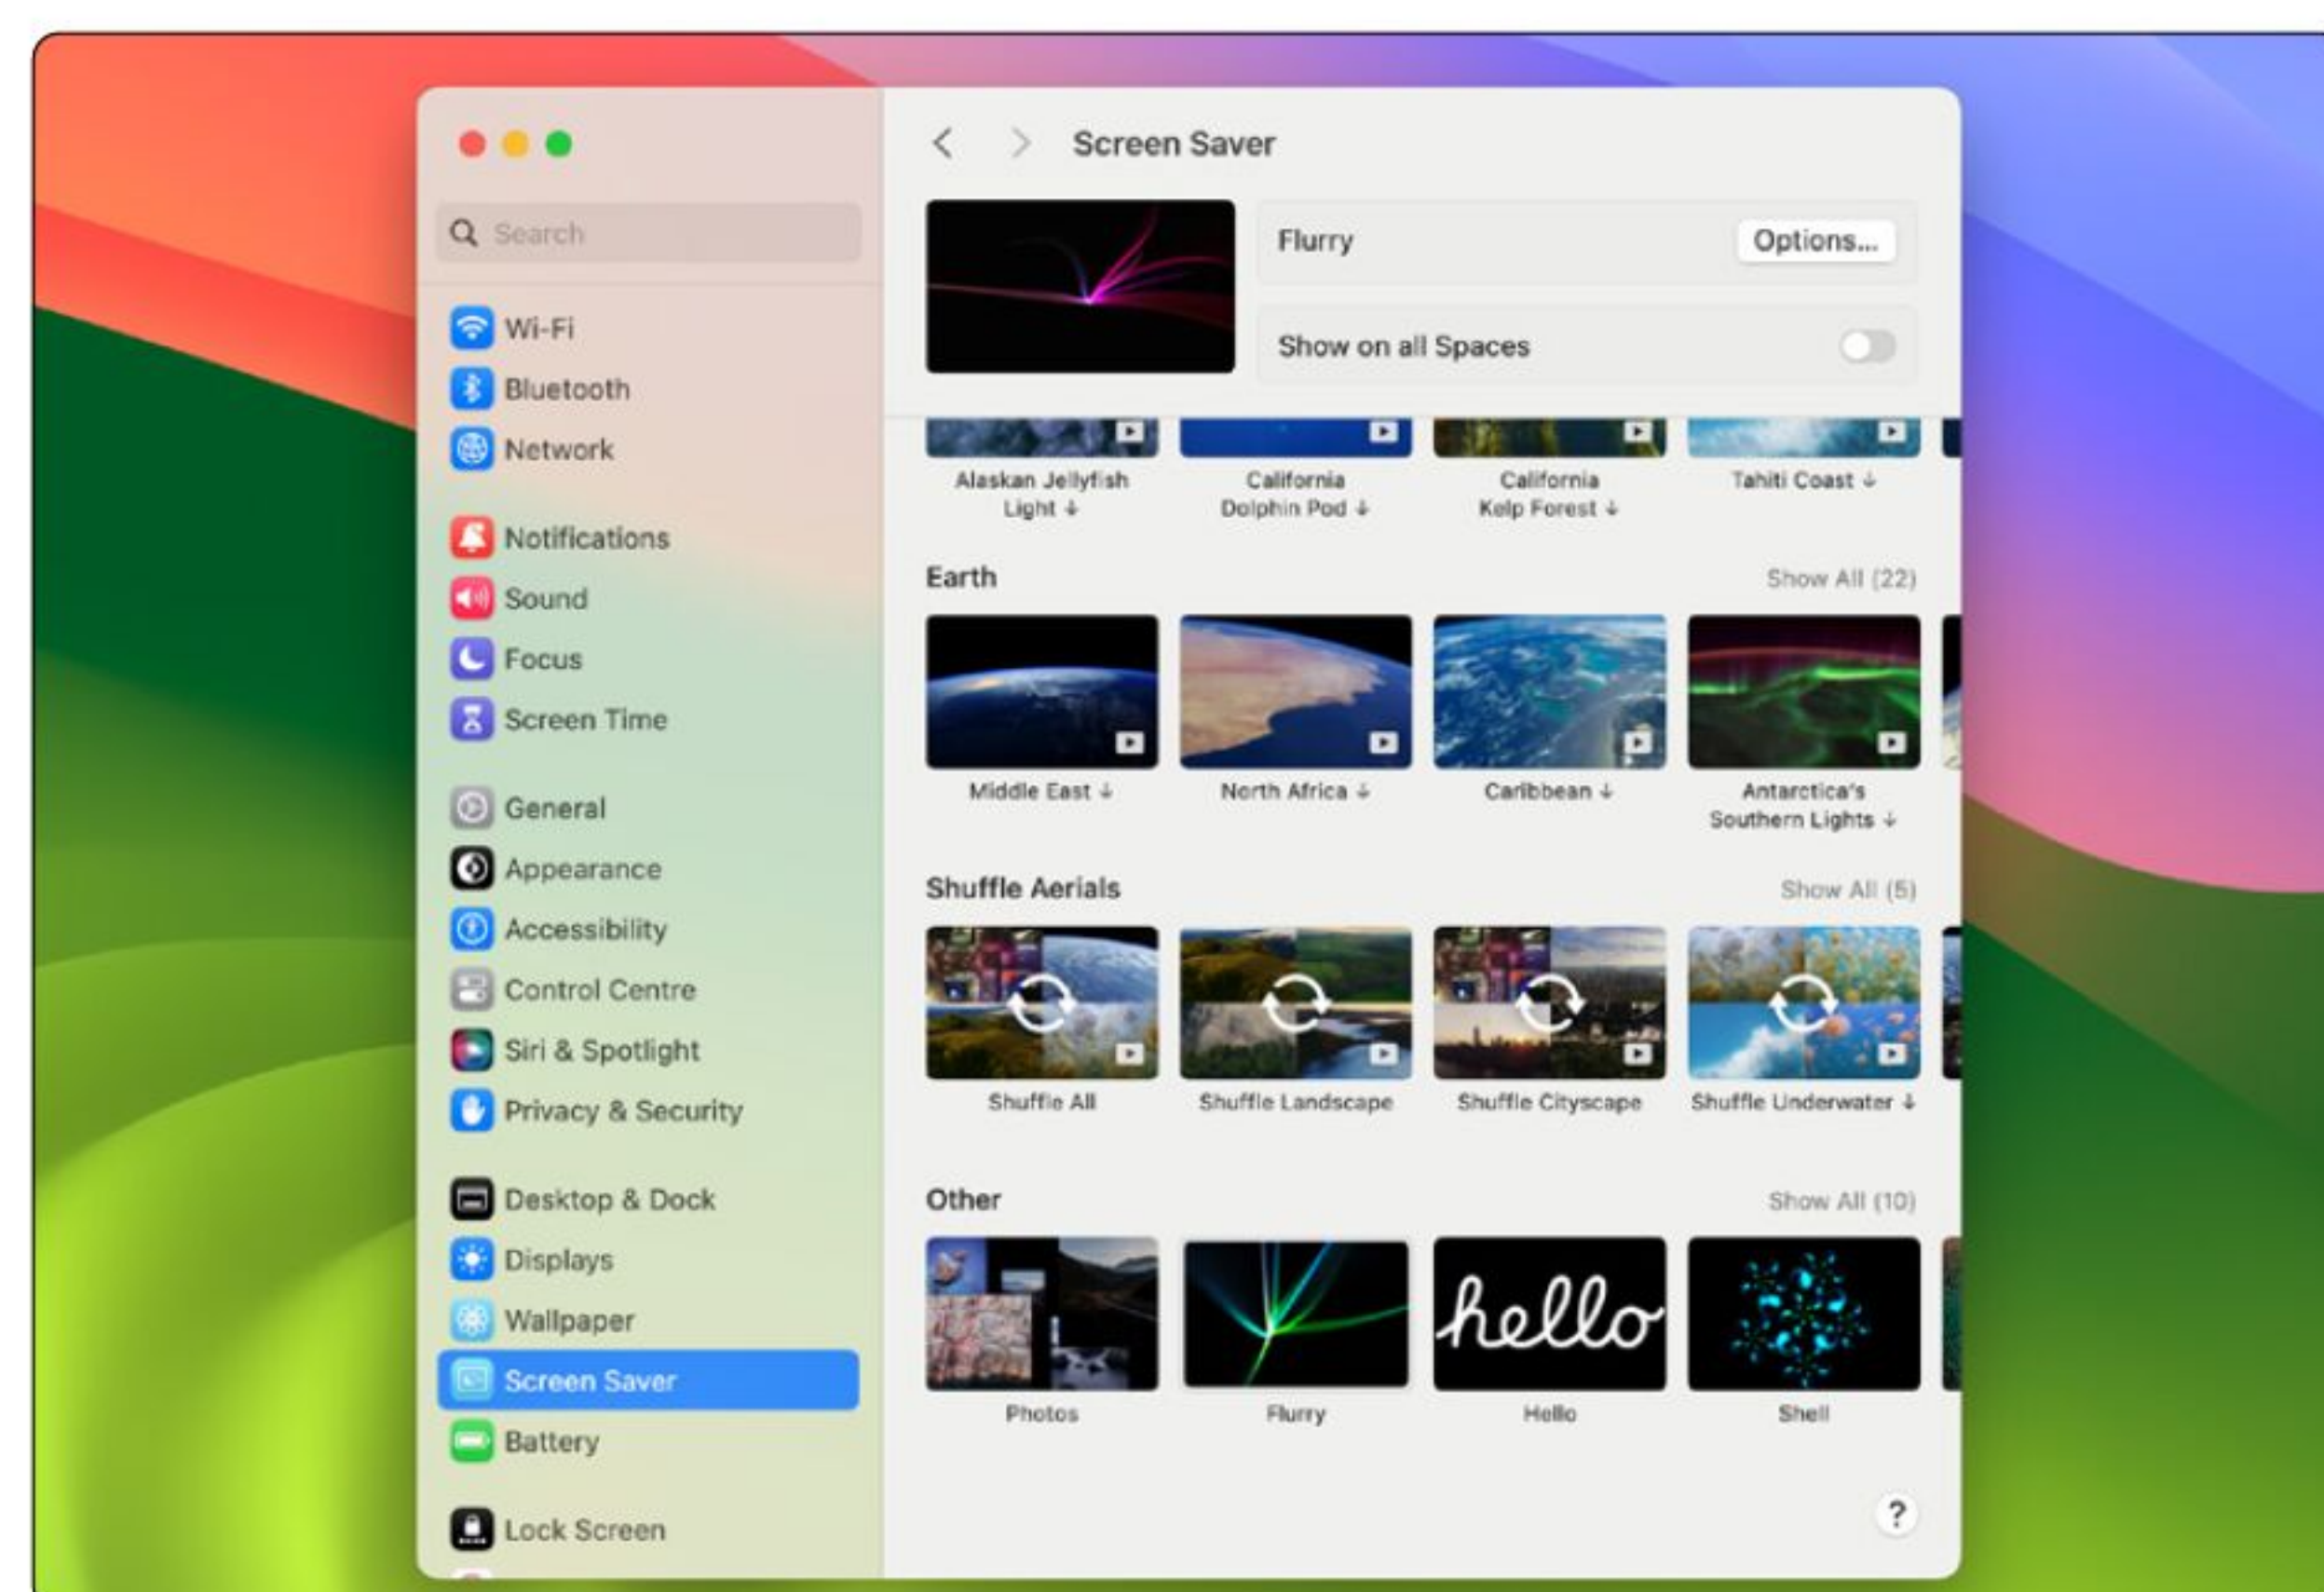 Search
Wi-Fi
Bluetooth
Network
Notifications
Sound
Focus
Screen Time
General
Appearance
Accessibility
Control Centre
Siri & Spotlight
Privacy & Security
Desktop & Dock
Displays
Wallpaper
Screen Saver
Battery
Lock Screen
Screen Saver
Flurry
Options...
Show on all Spaces
Alaskan Jellyfish
Light ↓
California
Dolphin Pod ↓
California
Kelp Forest ↓
Tahiti Coast ↓
Earth
Show All (22)
Middle East ↓
North Africa ↓
Caribbean ↓
Antarctica's
Southern Lights ↓
Shuffle Aerials
Show All (5)
Shuffle All
Shuffle Landscape
Shuffle Cityscape
Shuffle Underwater ↓
Other
Show All (10)
hello
Photos
Flurry
Hello
Shell
?